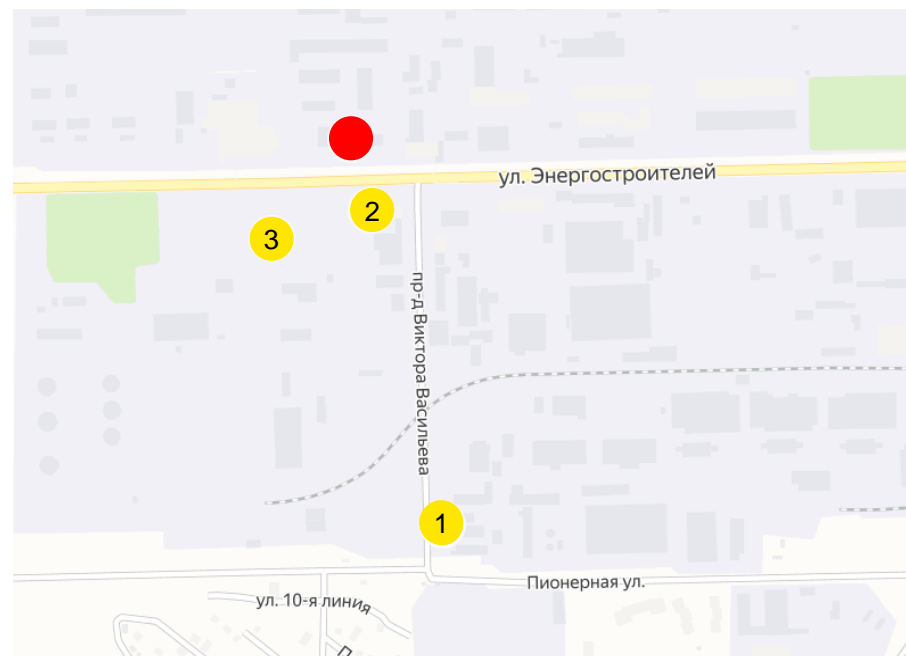 ул. Энергостроителей
2
3
пр-д Виктора Васильева
1
Пионерная ул.
ул. 10-я линия